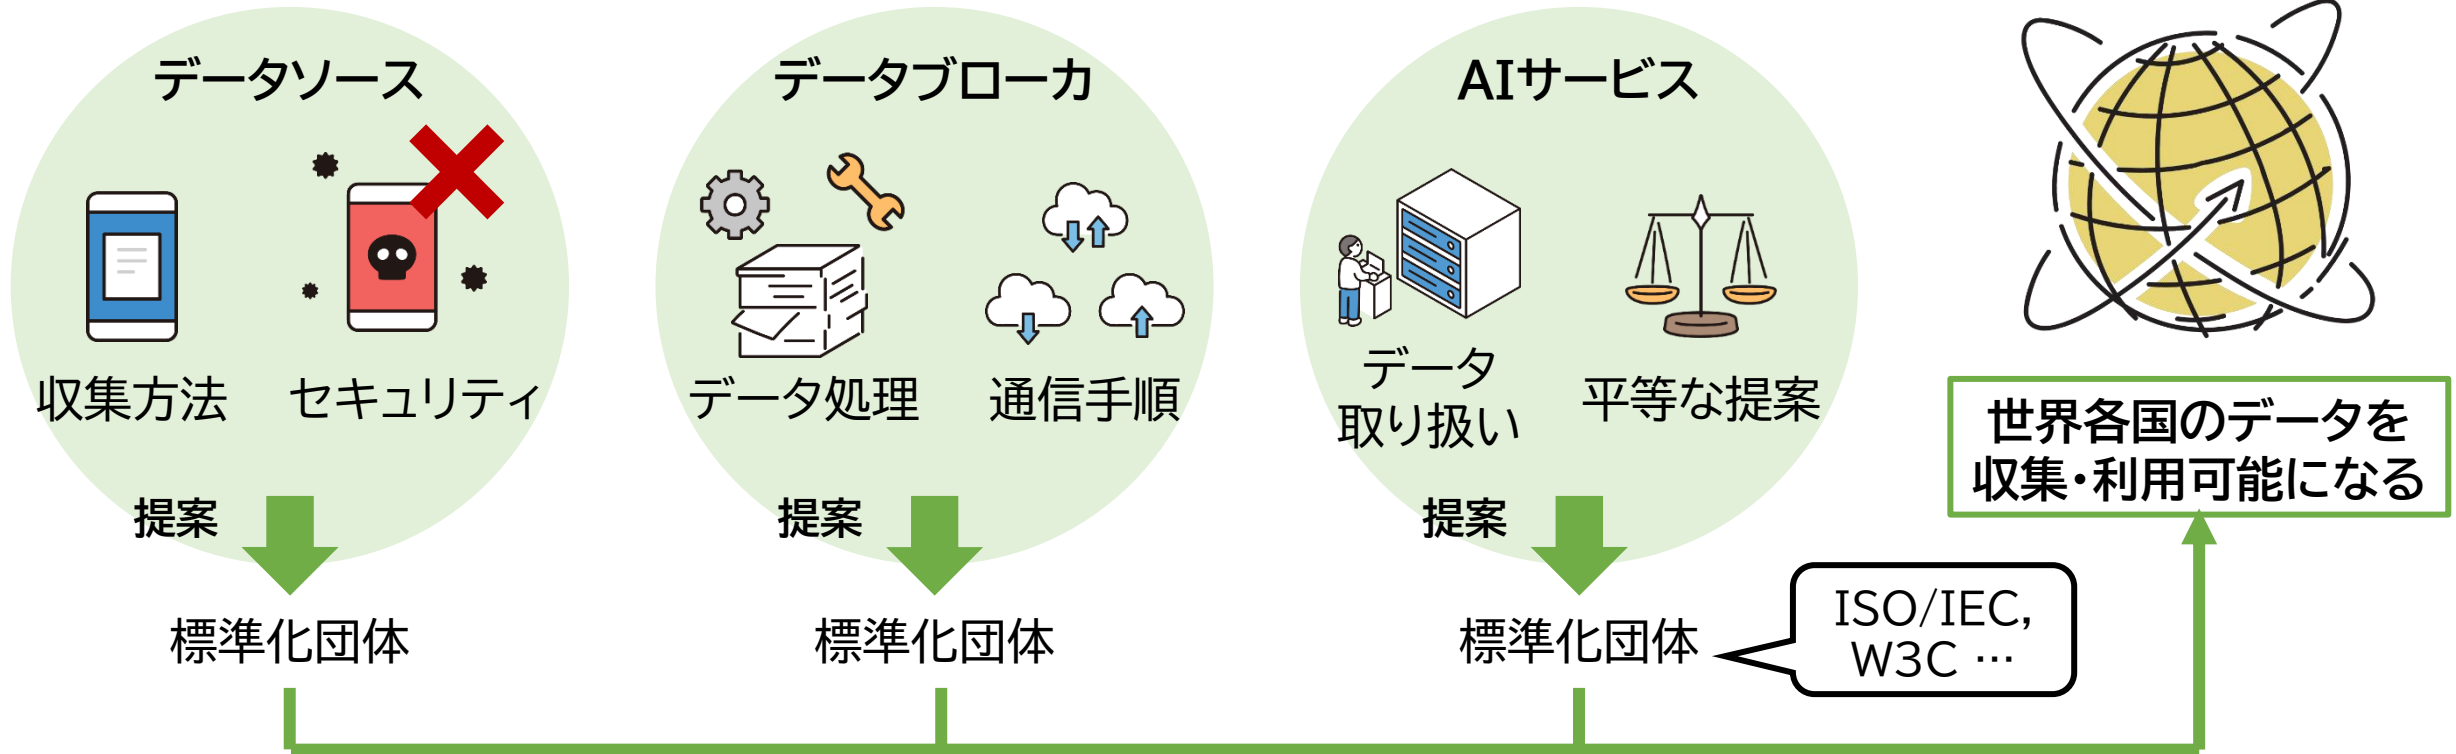 データソース
収集方法
セキュリティ
提案
標準化団体
データブローカ
データ処理
通信手順
提案
標準化団体
AIサービス
データ
取り扱い
平等な提案
提案
標準化団体
ISO/IEC,
W3C …
世界各国のデータを
収集・利用可能になる